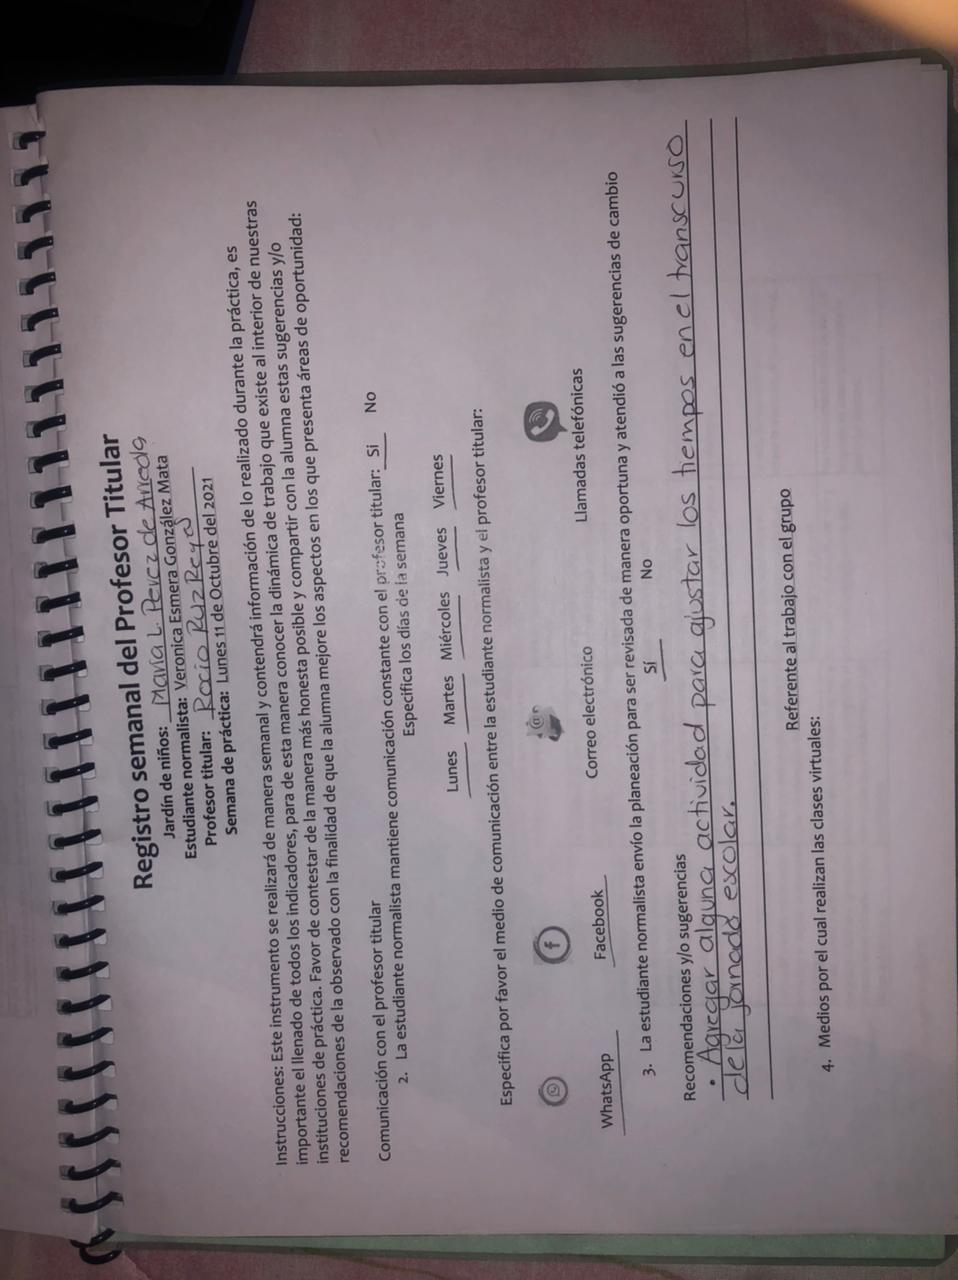 Registro semanal del Profesor Titular
Jardín de niños: María L. Perez de Arreola
Estudiante normalista: Veronica Esmera González Mata
Profesor titular: Rocio Ruz Reyes
Semana de práctica: Lunes 11 de Octubre del 2021
Instrucciones: Este instrumento se realizará de manera semanal y contendrá información de lo realizado durante la práctica, es
importante el llenado de todos los indicadores, para de esta manera conocer la dinámica de trabajo que existe al interior de nuestras
instituciones de práctica. Favor de contestar de la manera más honesta posible y compartir con la alumna estas sugerencias y/o
recomendaciones de la observado con la finalidad de que la alumna mejore los aspectos en los que presenta áreas de oportunidad:
Comunicación con el profesor titular
2. La estudiante normalista mantiene comunicación constante con el profesor titular: Si No
Especifica los días de la semana
Lunes Martes Miércoles Jueves Viernes
Especifica por favor el medio de comunicación entre la estudiante normalista y el profesor titular:
WhatsApp Facebook Correo electrónico Llamadas telefónicas
3. La estudiante normalista envío la planeación para ser revisada de manera oportuna y atendió a las sugerencias de cambio
Sí No
Recomendaciones y/o sugerencias
• Agregar alguna actividad para ajustar los tiempos en el transcurso
de la jornada escolar.
Referente al trabajo con el grupo
4. Medios por el cual realizan las clases virtuales: